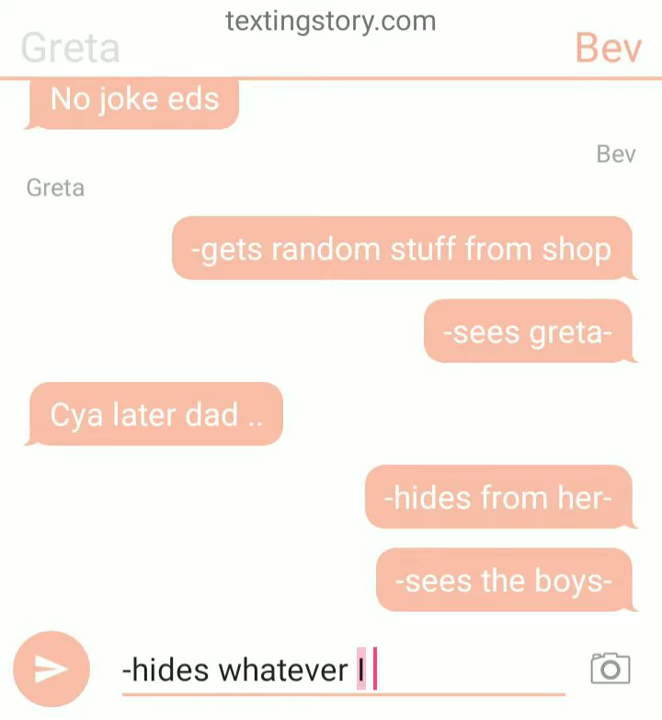 textingstory.com
Greta
Bev
No joke eds
Bev
Greta
-gets random stuff from shop
-sees greta-
Cya later dad ..
-hides from her-
-sees the boys-
-hides whatever I